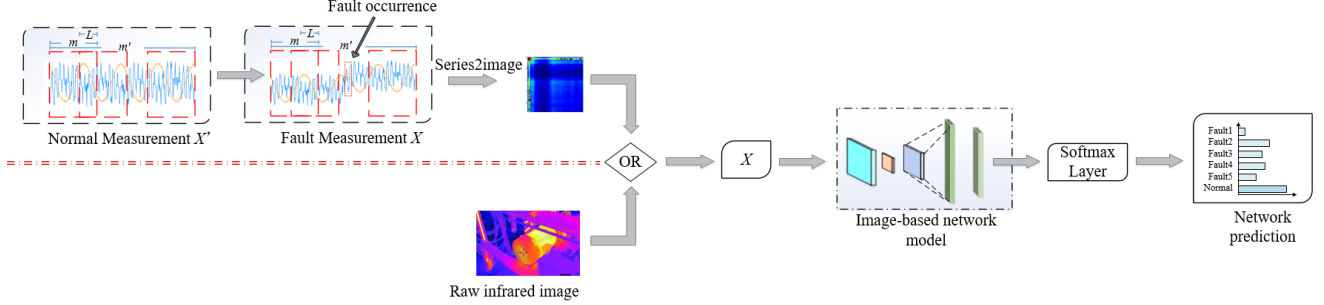 Fault occurrence
L
m
m'
L
m
m'
Series2image
Normal Measurement X'
Fault Measurement X
OR
X
Softmax
Layer
Fault1
Fault2
Fault3
Fault4
Fault5
Normal
Image-based network
model
Network
prediction
Raw infrared image